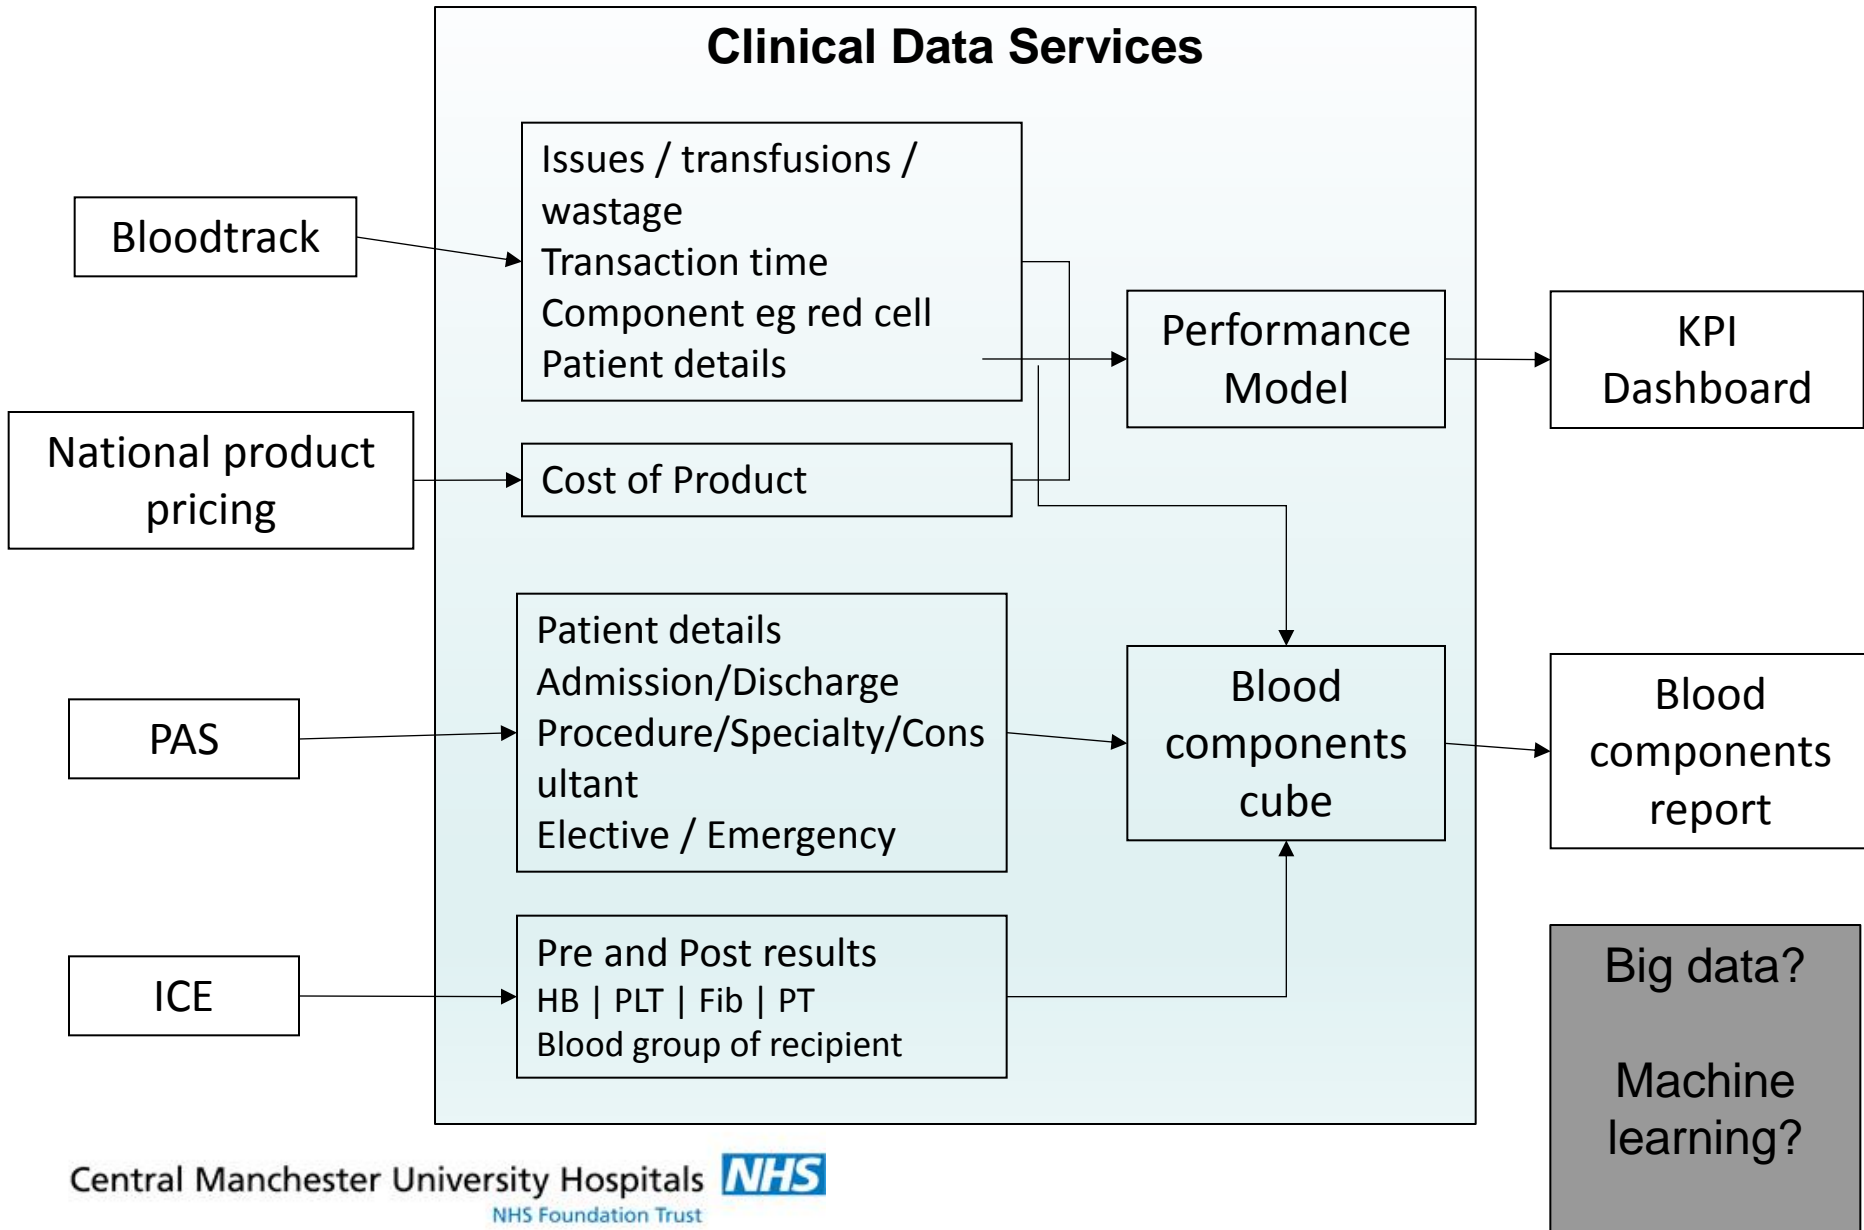 Clinical Data Services
Bloodtrack
Issues / transfusions /
wastage
Transaction time
Component eg red cell
Patient details
Performance
Model
KPI
Dashboard
National product
pricing
Cost of Product
PAS
Patient details
Admission/Discharge
Procedure/Specialty/Cons
ultant
Elective / Emergency
Blood
components
cube
Blood
components
report
ICE
Pre and Post results
HB | PLT | Fib | PT
Blood group of recipient
Big data?
Machine
learning?
Central Manchester University Hospitals NHS
NHS Foundation Trust